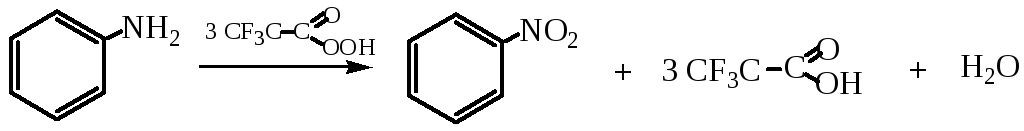 NH₂ 3 CF₃C–C O OOH NO₂ + 3 CF₃C–C O OH + H₂O